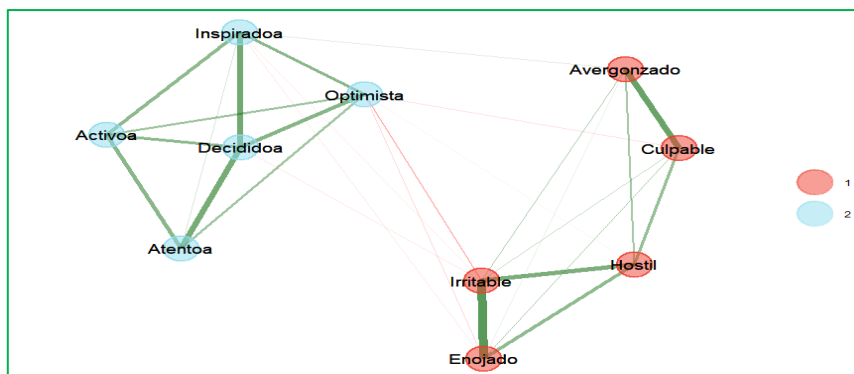 Inspiradoa
Avergonzado
Optimista
Activoa
Decididoa
Culpable
1
2
Atentoa
Hostil
Irritable
Enojado